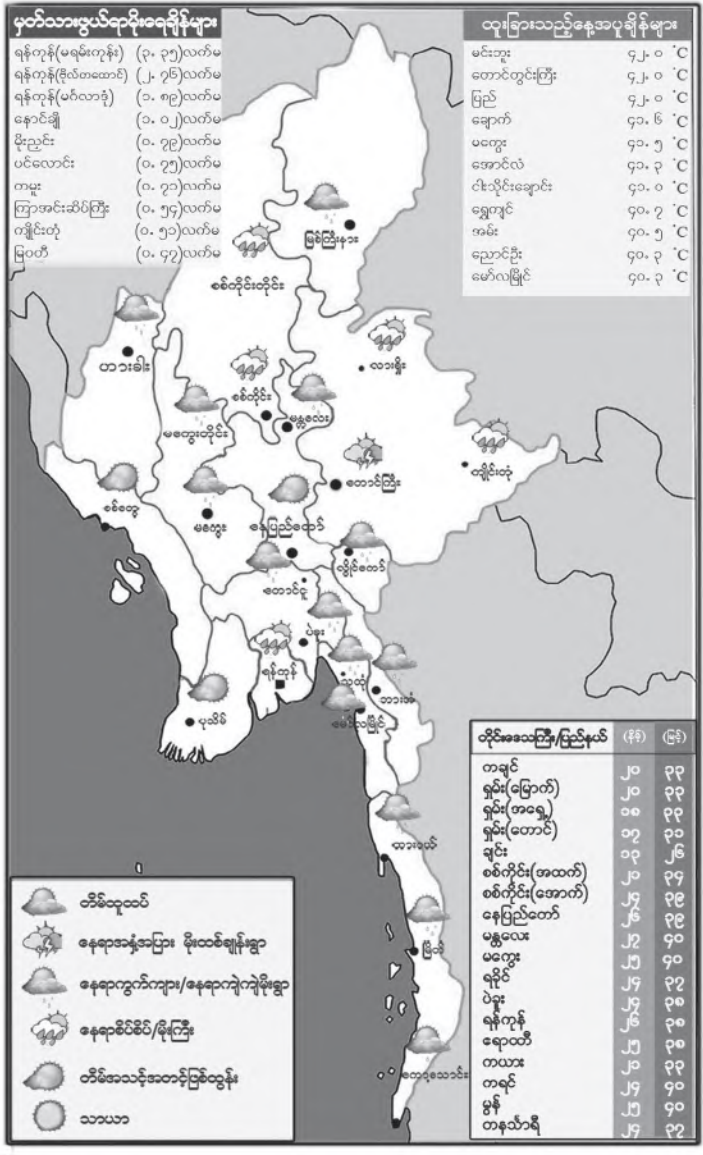 မှတ်သားဖွယ်ရာမိုးရေချိန်များ
ရန်ကုန်(မရမ်းကုန်း) (၃. ၃၅)လက်မ
ရန်ကုန်(ဗိုလ်တထောင်) (၂. ၇၆)လက်မ
ရန်ကုန်(မင်္ဂလာဒုံ) (၁. ၈၉)လက်မ
နောင်ချို (၁. ၀၂)လက်မ
မိုးညှင်း (၀. ၇၉)လက်မ
ပင်လောင်း (၀. ၇၅)လက်မ
ကမူး (၀. ၇၁)လက်မ
ကြာအင်းဆိပ်ကြီး (၀. ၅၄)လက်မ
ကျိုင်းတုံ (၀. ၅၁)လက်မ
မြဝတီ (၀. ၄၇)လက်မ
ထူးခြားသည့်နေ့အပူချိန်များ
မင်းဘူး ၄၂. ၀ °C
တောင်တွင်းကြီး ၄၂. ၀ °C
ပြည် ၄၂. ၀ °C
ချောက် ၄၁. ၆ °C
မကွေး ၄၁. ၅ °C
အောင်လံ ၄၁. ၃ °C
ငါးသိုင်းချောင်း ၄၁. ၀ °C
ရွှေကျင် ၄၀. ၇ °C
အမ်း ၄၀. ၅ °C
ညောင်ဦး ၄၀. ၃ °C
မော်လမြိုင် ၄၀. ၃ °C
မြစ်ကြီးနား
စစ်ကိုင်းတိုင်း
ဟားခါး
လားရှိုး
စစ်ကိုင်း
မန္တလေး
မကွေးတိုင်း
ကျိုင်းတုံ
တောင်ကြီး
စစ်တွေ
မကွေး
နေပြည်တော်
လွိုင်ကော်
တောင်ငူ
ပဲခူး
ရန်ကုန်
သထုံ
ဘားအံ
ပုသိမ်
မော်လမြိုင်
ထားဝယ်
မြိတ်
ကော့သောင်း
တိုင်းဒေသကြီး/ပြည်နယ် (နိမ့်) (မြင့်)
ကချင် ၂၀ ၃၃
ရှမ်း(မြောက်) ၂၀ ၃၃
ရှမ်း(အရှေ့) ၁၈ ၃၃
ရှမ်း(တောင်) ၁၇ ၃၁
ချင်း ၁၃ ၂၆
စစ်ကိုင်း(အထက်) ၂၀ ၃၄
စစ်ကိုင်း(အောက်) ၂၄ ၃၉
နေပြည်တော် ၂၆ ၃၉
မန္တလေး ၂၇ ၄၀
မကွေး ၂၅ ၄၀
ရခိုင် ၂၄ ၃၇
ပဲခူး ၂၄ ၃၈
ရန်ကုန် ၂၆ ၃၈
ဧရာဝတီ ၂၅ ၃၈
ကယား ၂၀ ၃၃
ကရင် ၂၄ ၄၀
မွန် ၂၅ ၄၀
တနင်္သာရီ ၂၄ ၃၇
တိမ်ထူထပ်
နေရာအနှံ့အပြား မိုးထစ်ချုန်းရွာ
နေရာကွက်ကျား/နေရာကျဲကျဲမိုးရွာ
နေရာစိပ်စိပ်/မိုးကြီး
တိမ်အသင့်အတင့်ဖြစ်ထွန်း
သာယာ